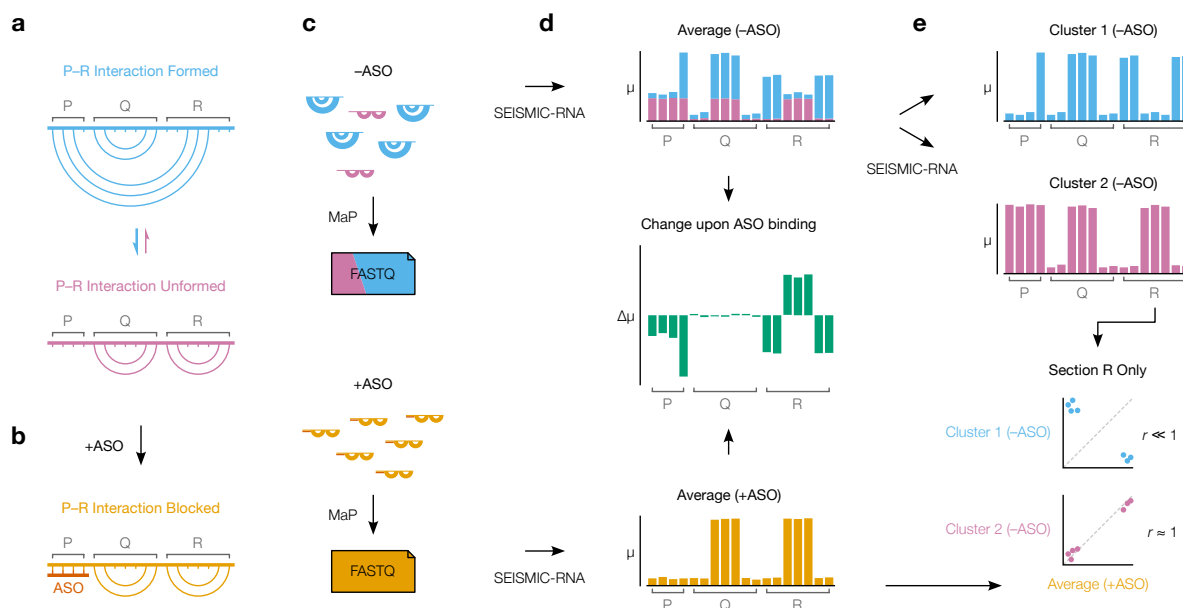 a
P–R Interaction Formed
P Q R
P–R Interaction Unformed
P Q R
b
+ASO
P–R Interaction Blocked
P Q R
ASO
c
–ASO
MaP
FASTQ
+ASO
MaP
FASTQ
SEISMIC-RNA
SEISMIC-RNA
d
Average (–ASO)
μ
P Q R
Change upon ASO binding
Δμ
P Q R
Average (+ASO)
μ
P Q R
e
SEISMIC-RNA
Cluster 1 (–ASO)
μ
P Q R
Cluster 2 (–ASO)
μ
P Q R
Section R Only
Cluster 1 (–ASO)
r ≪ 1
Cluster 2 (–ASO)
r ≈ 1
Average (+ASO)